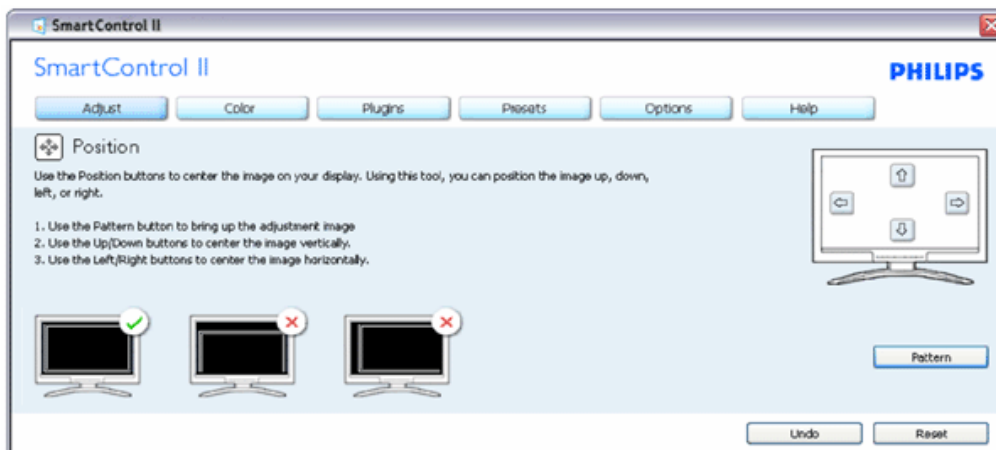 SmartControl II
SmartControl II
PHILIPS
Adjust Color Plugins Presets Options Help
Position
Use the Position buttons to center the image on your display. Using this tool, you can position the image up, down,
left, or right.
1. Use the Pattern button to bring up the adjustment image
2. Use the Up/Down buttons to center the image vertically.
3. Use the Left/Right buttons to center the image horizontally.
Pattern
Undo Reset